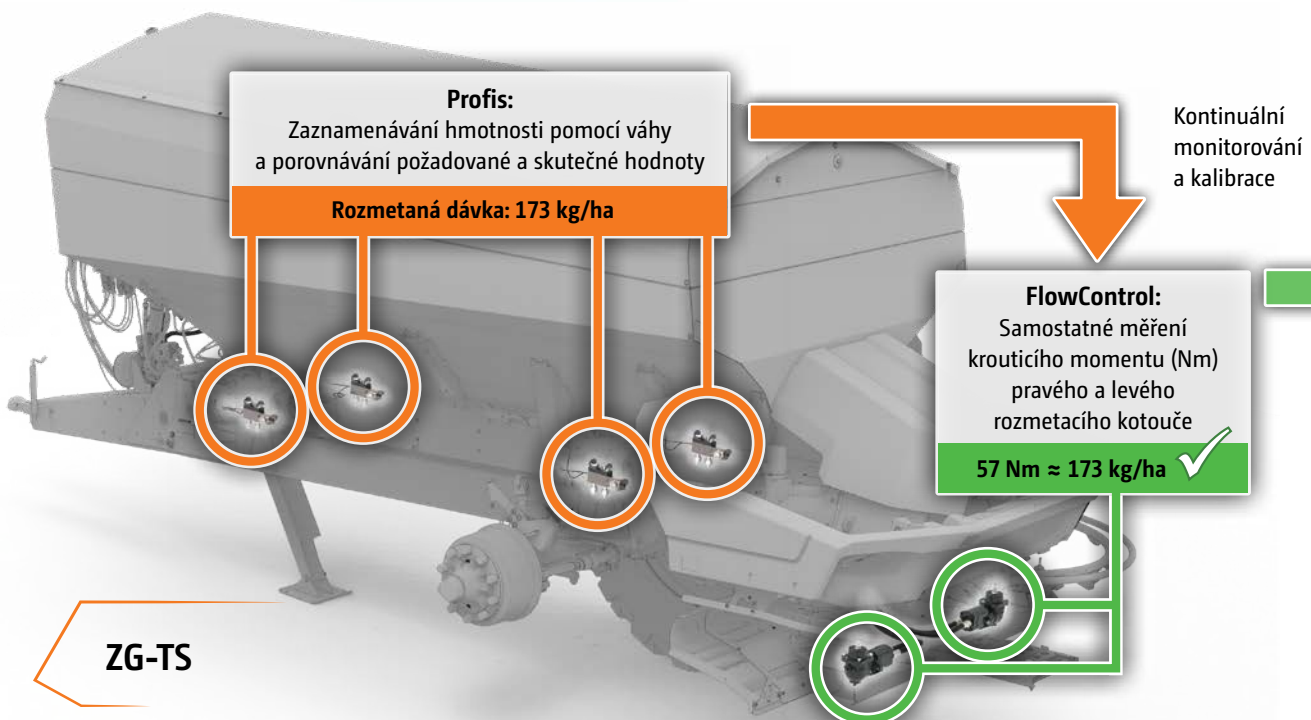 Profis:
Zaznamenávání hmotnosti pomocí váhy
a porovnávání požadované a skutečné hodnoty
Rozmetaná dávka: 173 kg/ha
Kontinuální
monitorování
a kalibrace
FlowControl:
Samostatné měření
krouticího momentu (Nm)
pravého a levého
rozmetacího kotouče
57 Nm ≈ 173 kg/ha
ZG-TS